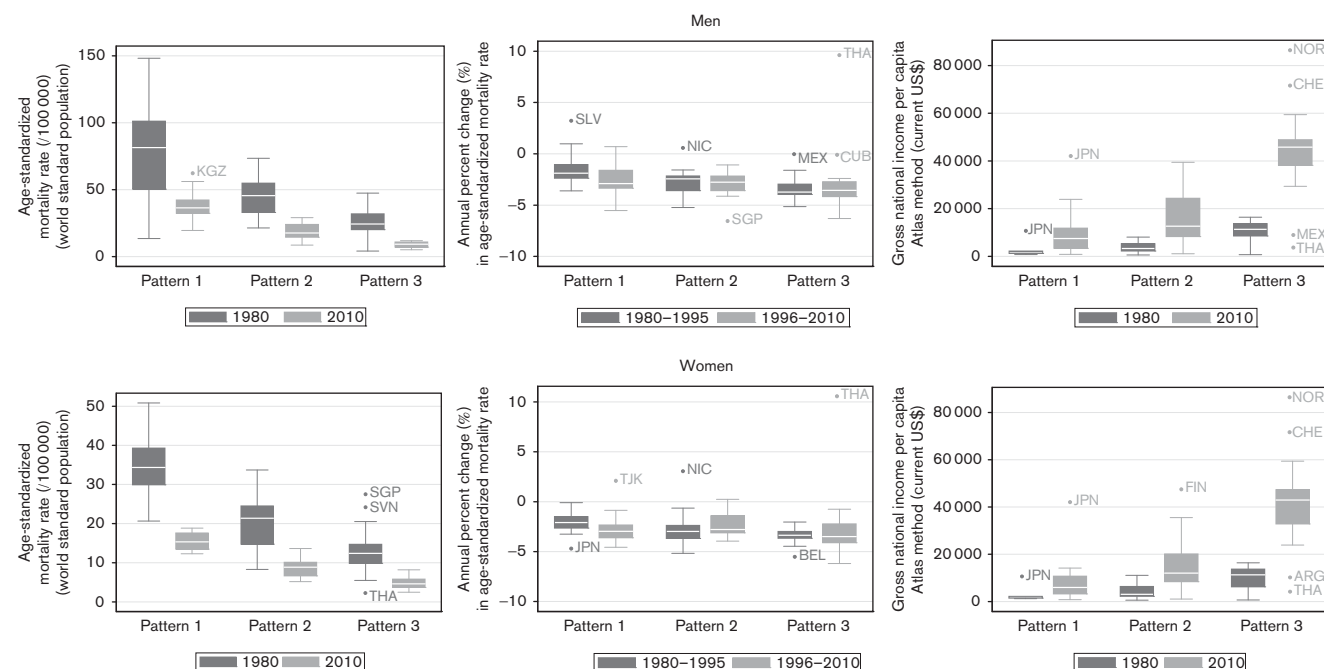 Men
Age-standardized
mortality rate (/100 000)
(world standard population)
150
100
50
0
KGZ
Pattern 1 Pattern 2 Pattern 3
1980 2010
Annual percent change (%)
in age-standardized mortality rate
10
5
0
−5
−10
SLV
NIC
SGP
THA
MEX
CUB
Pattern 1 Pattern 2 Pattern 3
1980−1995 1996−2010
Gross national income per capita
Atlas method (current US$)
80 000
60 000
40 000
20 000
0
JPN
JPN
NOR
CHE
MEX
THA
Pattern 1 Pattern 2 Pattern 3
1980 2010
Women
Age-standardized
mortality rate (/100 000)
(world standard population)
50
40
30
20
10
0
SGP
SVN
THA
Pattern 1 Pattern 2 Pattern 3
1980 2010
Annual percent change (%)
in age-standardized mortality rate
10
5
0
−5
−10
JPN
TJK
NIC
THA
BEL
Pattern 1 Pattern 2 Pattern 3
1980−1995 1996−2010
Gross national income per capita
Atlas method (current US$)
80 000
60 000
40 000
20 000
0
JPN
JPN
FIN
NOR
CHE
ARG
THA
Pattern 1 Pattern 2 Pattern 3
1980 2010